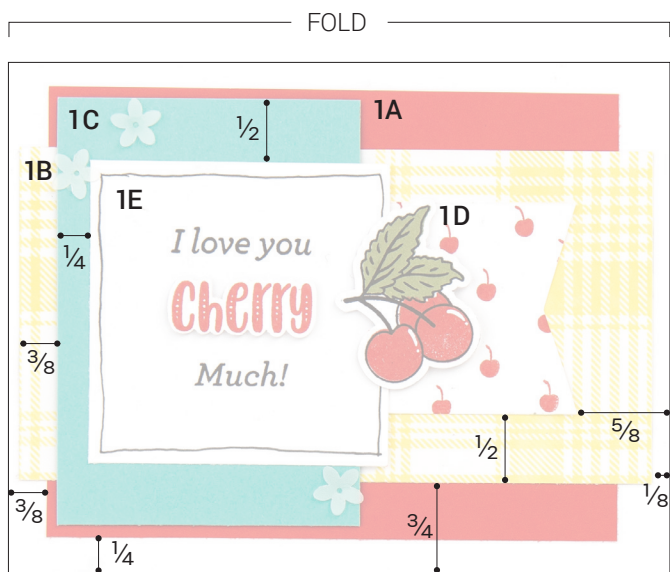 FOLD
1A
1C
½
1B
1E
1D
I love you
¼
Cherry
⅜
Much!
⅝
½
⅛
⅜
¾
¼